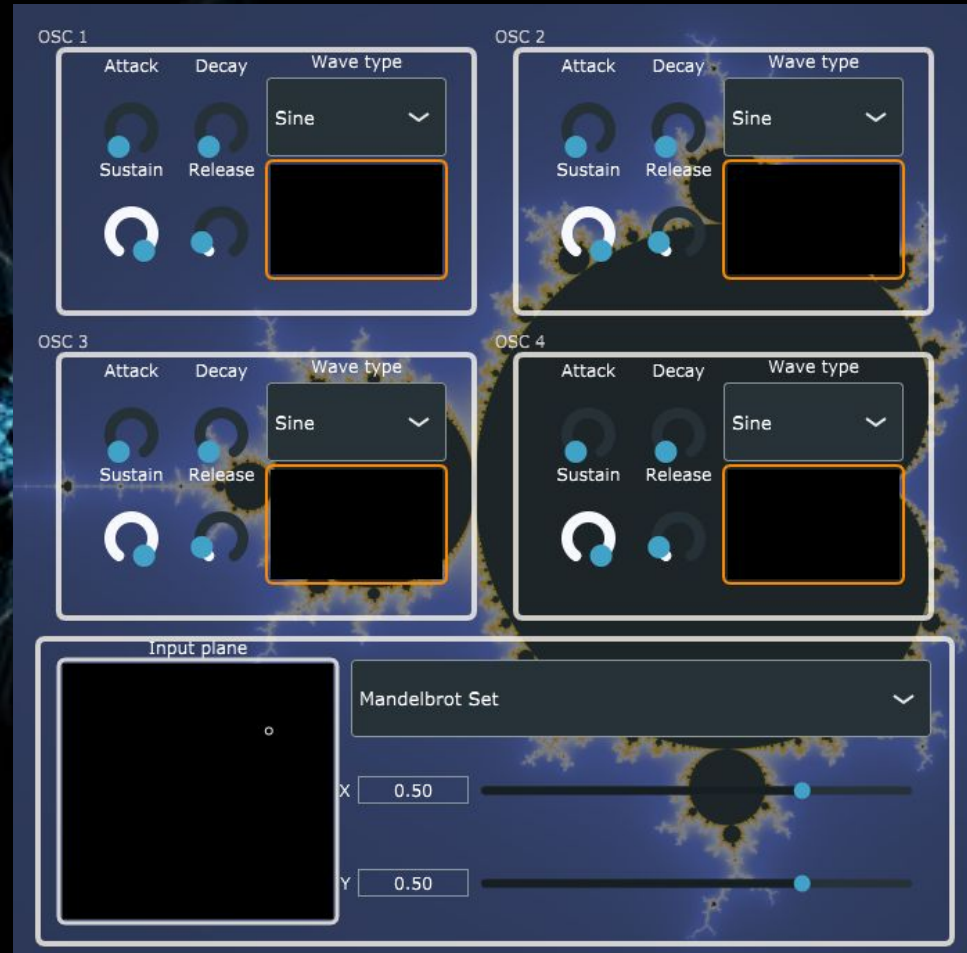 OSC 1
Attack Decay Wave type
Sine
Sustain Release
OSC 2
Attack Decay Wave type
Sine
Sustain Release
OSC 3
Attack Decay Wave type
Sine
Sustain Release
OSC 4
Attack Decay Wave type
Sine
Sustain Release
Input plane
Mandelbrot Set
X 0.50
Y 0.50